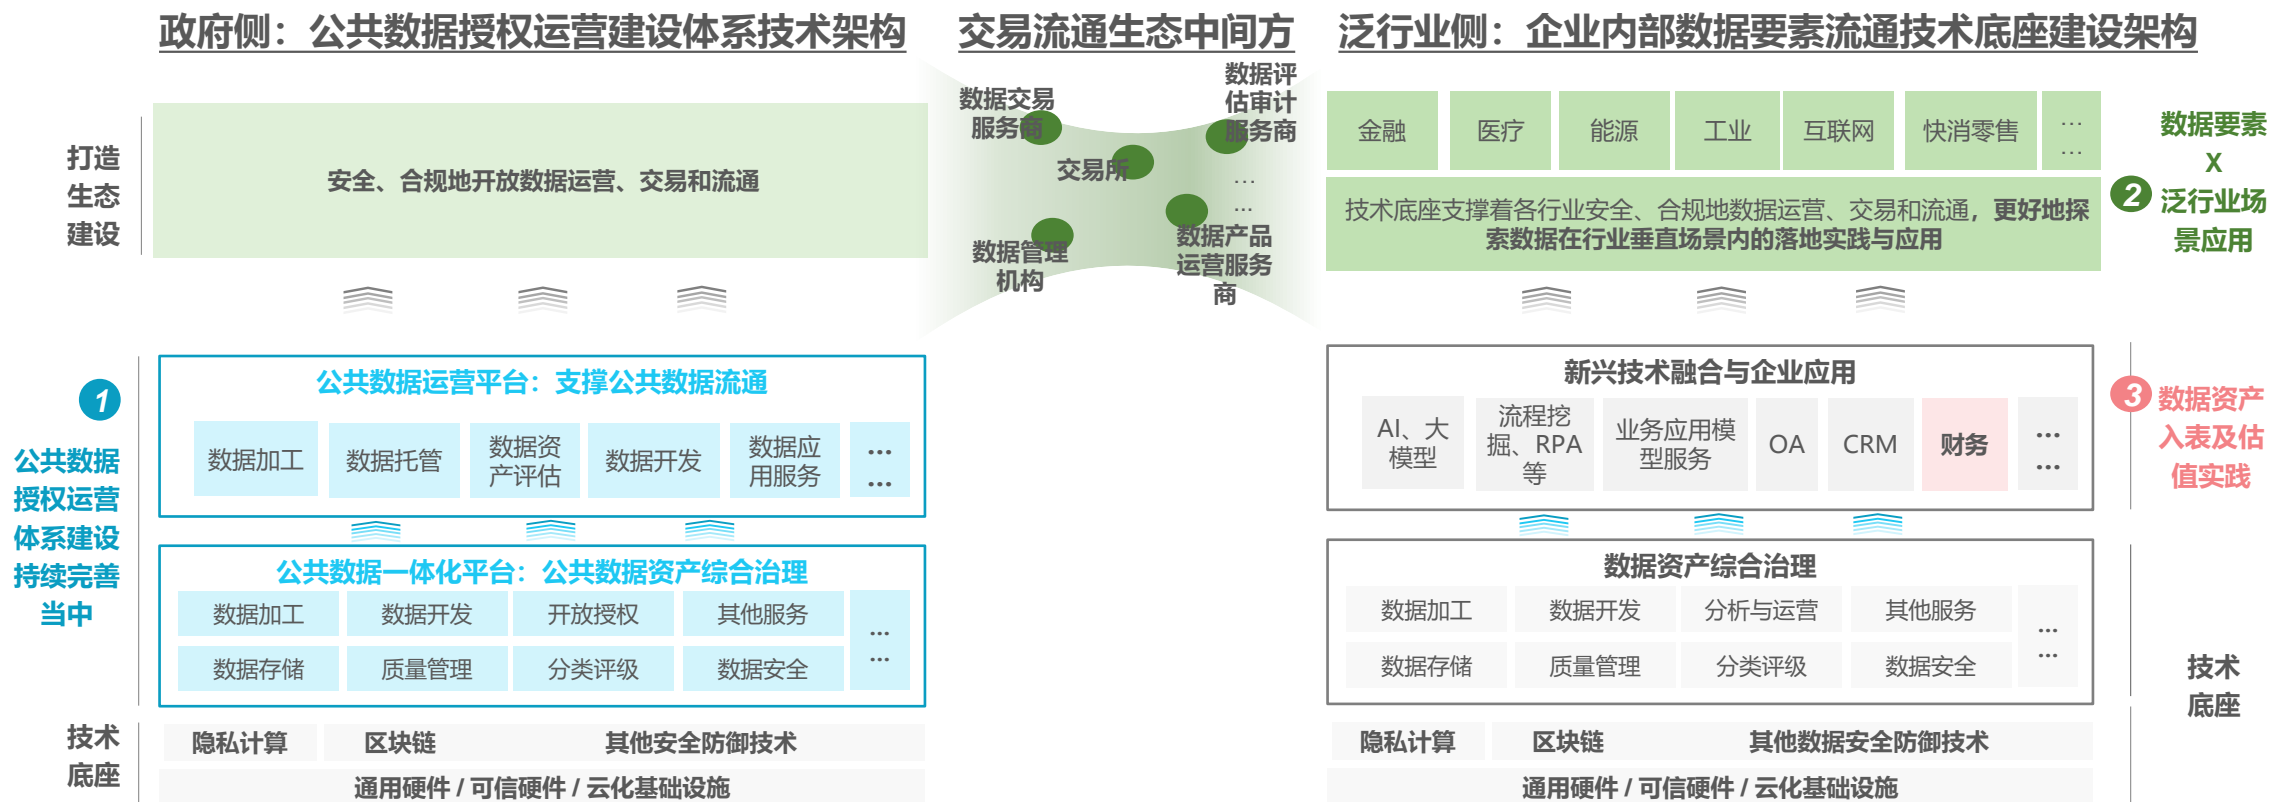 政府侧：公共数据授权运营建设体系技术架构
交易流通生态中间方
泛行业侧：企业内部数据要素流通技术底座建设架构
打造
生态
建设
安全、合规地开放数据运营、交易和流通
数据交易
服务商
数据评
估审计
服务商
交易所
…
…
数据管理
机构
数据产品
运营服务
商
金融
医疗
能源
工业
互联网
快消零售
…
…
技术底座支撑着各行业安全、合规地数据运营、交易和流通，更好地探
索数据在行业垂直场景内的落地实践与应用
2
数据要素
X
泛行业场
景应用
1
公共数据
授权运营
体系建设
持续完善
当中
公共数据运营平台：支撑公共数据流通
数据加工
数据托管
数据资
产评估
数据开发
数据应
用服务
…
…
公共数据一体化平台：公共数据资产综合治理
数据加工
数据开发
开放授权
其他服务
…
…
数据存储
质量管理
分类评级
数据安全
技术
底座
隐私计算
区块链
其他安全防御技术
通用硬件 / 可信硬件 / 云化基础设施
新兴技术融合与企业应用
AI、大
模型
流程挖
掘、RPA
等
业务应用模
型服务
OA
CRM
财务
…
…
3
数据资产
入表及估
值实践
数据资产综合治理
数据加工
数据开发
分析与运营
其他服务
…
…
数据存储
质量管理
分类评级
数据安全
技术
底座
隐私计算
区块链
其他数据安全防御技术
通用硬件 / 可信硬件 / 云化基础设施